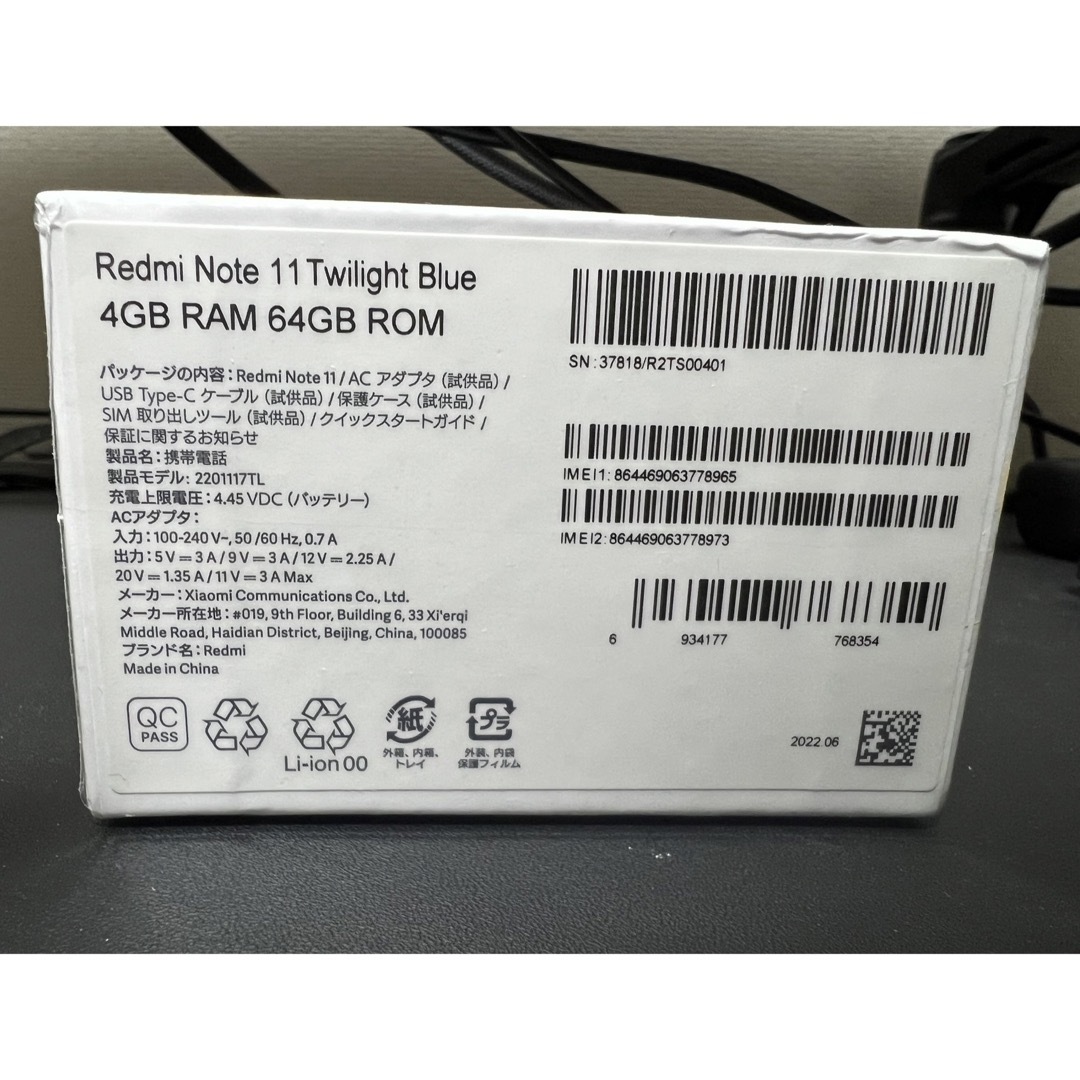 Redmi Note 11 Twilight Blue
4GB RAM 64GB ROM
パッケージの内容：Redmi Note 11 / AC アダプタ（試供品）/
USB Type-C ケーブル（試供品）/ 保護ケース（試供品）/
SIM 取り出しツール（試供品）/ クイックスタートガイド /
保証に関するお知らせ
製品名：携帯電話
製品モデル: 2201117TL
充電上限電圧：4.45 VDC（バッテリー）
ACアダプタ：
入力：100-240 V~, 50 /60 Hz, 0.7 A
出力：5 V ⎓ 3 A / 9 V ⎓ 3 A / 12 V ⎓ 2.25 A /
20 V ⎓ 1.35 A / 11 V ⎓ 3 A Max
メーカー：Xiaomi Communications Co., Ltd.
メーカー所在地：#019, 9th Floor, Building 6, 33 Xi'erqi
Middle Road, Haidian District, Beijing, China, 100085
ブランド名：Redmi
Made in China
QC
PASS
Li-ion 00
紙
外箱、内箱、
トレイ
プラ
外装、内袋
保護フィルム
SN: 37818/R2TS00401
IMEI1: 864469063778965
IMEI2: 864469063778973
6 934177 768354
2022.06